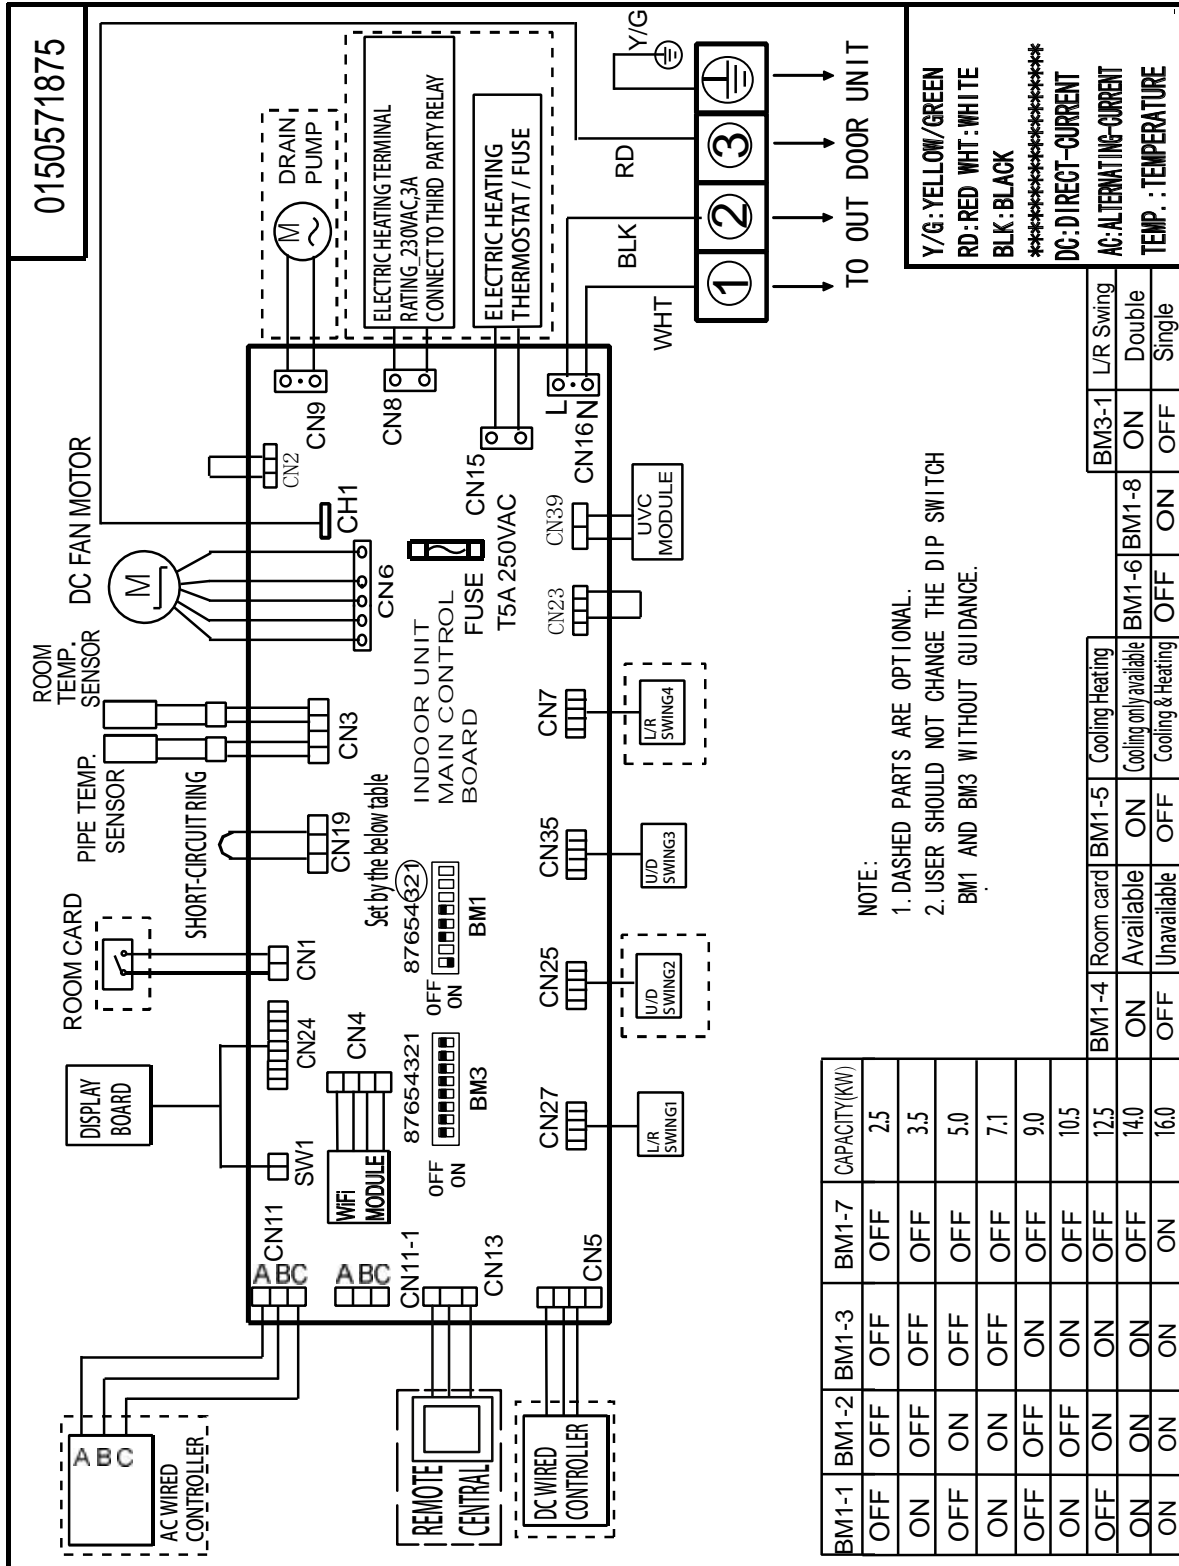 01505718​75
AC WIRED
CONTROLLER
A B C
A BC
CN11
A BC
CN11-1
REMOTE
CENTRAL
CN13
DC WIRED
CONTROLLER
CN5
DISPLAY
BOARD
SW1
CN24
WiFi
MODULE
CN4
ROOM CARD
CN1
SHORT-CIRCUIT RING
CN19
PIPE TEMP.
SENSOR
ROOM
TEMP.
SENSOR
CN3
DC FAN MOTOR
M
CN6
CH1
CN2
DRAIN
PUMP
M
CN9
ELECTRIC HEATING TERMINAL
RATING_230VAC,3A
CONNECT TO THIRD PARTY RELAY
CN8
ELECTRIC HEATING
THERMOSTAT / FUSE
CN15
L
N
CN16
FUSE
T5A 250VAC
INDOOR UNIT
MAIN CONTROL
BOARD
Set by the below table
87654321
OFF
ON
BM1
87654321
OFF
ON
BM3
CN27
L/R
SWING1
CN25
U/D
SWING2
CN35
U/D
SWING3
CN7
L/R
SWING4
CN23
CN39
UVC
MODULE
WHT
BLK
RD
Y/G
1
2
3
TO OUT DOOR UNIT
NOTE:
1. DASHED PARTS ARE OPTIONAL.
2. USER SHOULD NOT CHANGE THE DIP SWITCH
BM1 AND BM3 WITHOUT GUIDANCE.
Y/G:YELLOW/GREEN
RD:RED WHT:WHITE
BLK:BLACK
****************
DC:DIRECT-CURRENT
AC:ALTERNATING-CURRENT
TEMP.:TEMPERATURE
BM1-1 BM1-2 BM1-3 BM1-7 CAPACITY(KW)
OFF OFF OFF OFF 2.5
ON OFF OFF OFF 3.5
OFF ON OFF OFF 5.0
ON ON OFF OFF 7.1
OFF OFF ON OFF 9.0
ON OFF ON OFF 10.5
OFF ON ON OFF 12.5
ON ON ON OFF 14.0
ON ON ON ON 16.0
BM1-4 Room card BM1-5 Cooling Heating
ON Available ON Cooling only available
OFF Unavailable OFF Cooling & Heating
BM1-6 BM1-8
OFF ON
BM3-1 L/R Swing
ON Double
OFF Single